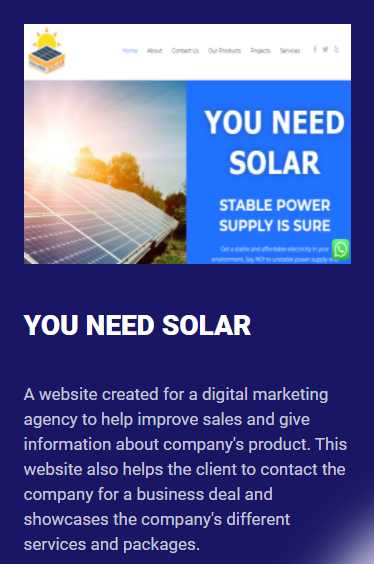 Home About Contact Us Our Products Projects Services
YOU NEED
SOLAR
STABLE POWER
SUPPLY IS SURE
Get a stable and affordable electricity in your
environment. Say NO to unstable power supply and
YOU NEED SOLAR
A website created for a digital marketing
agency to help improve sales and give
information about company's product. This
website also helps the client to contact the
company for a business deal and
showcases the company's different
services and packages.